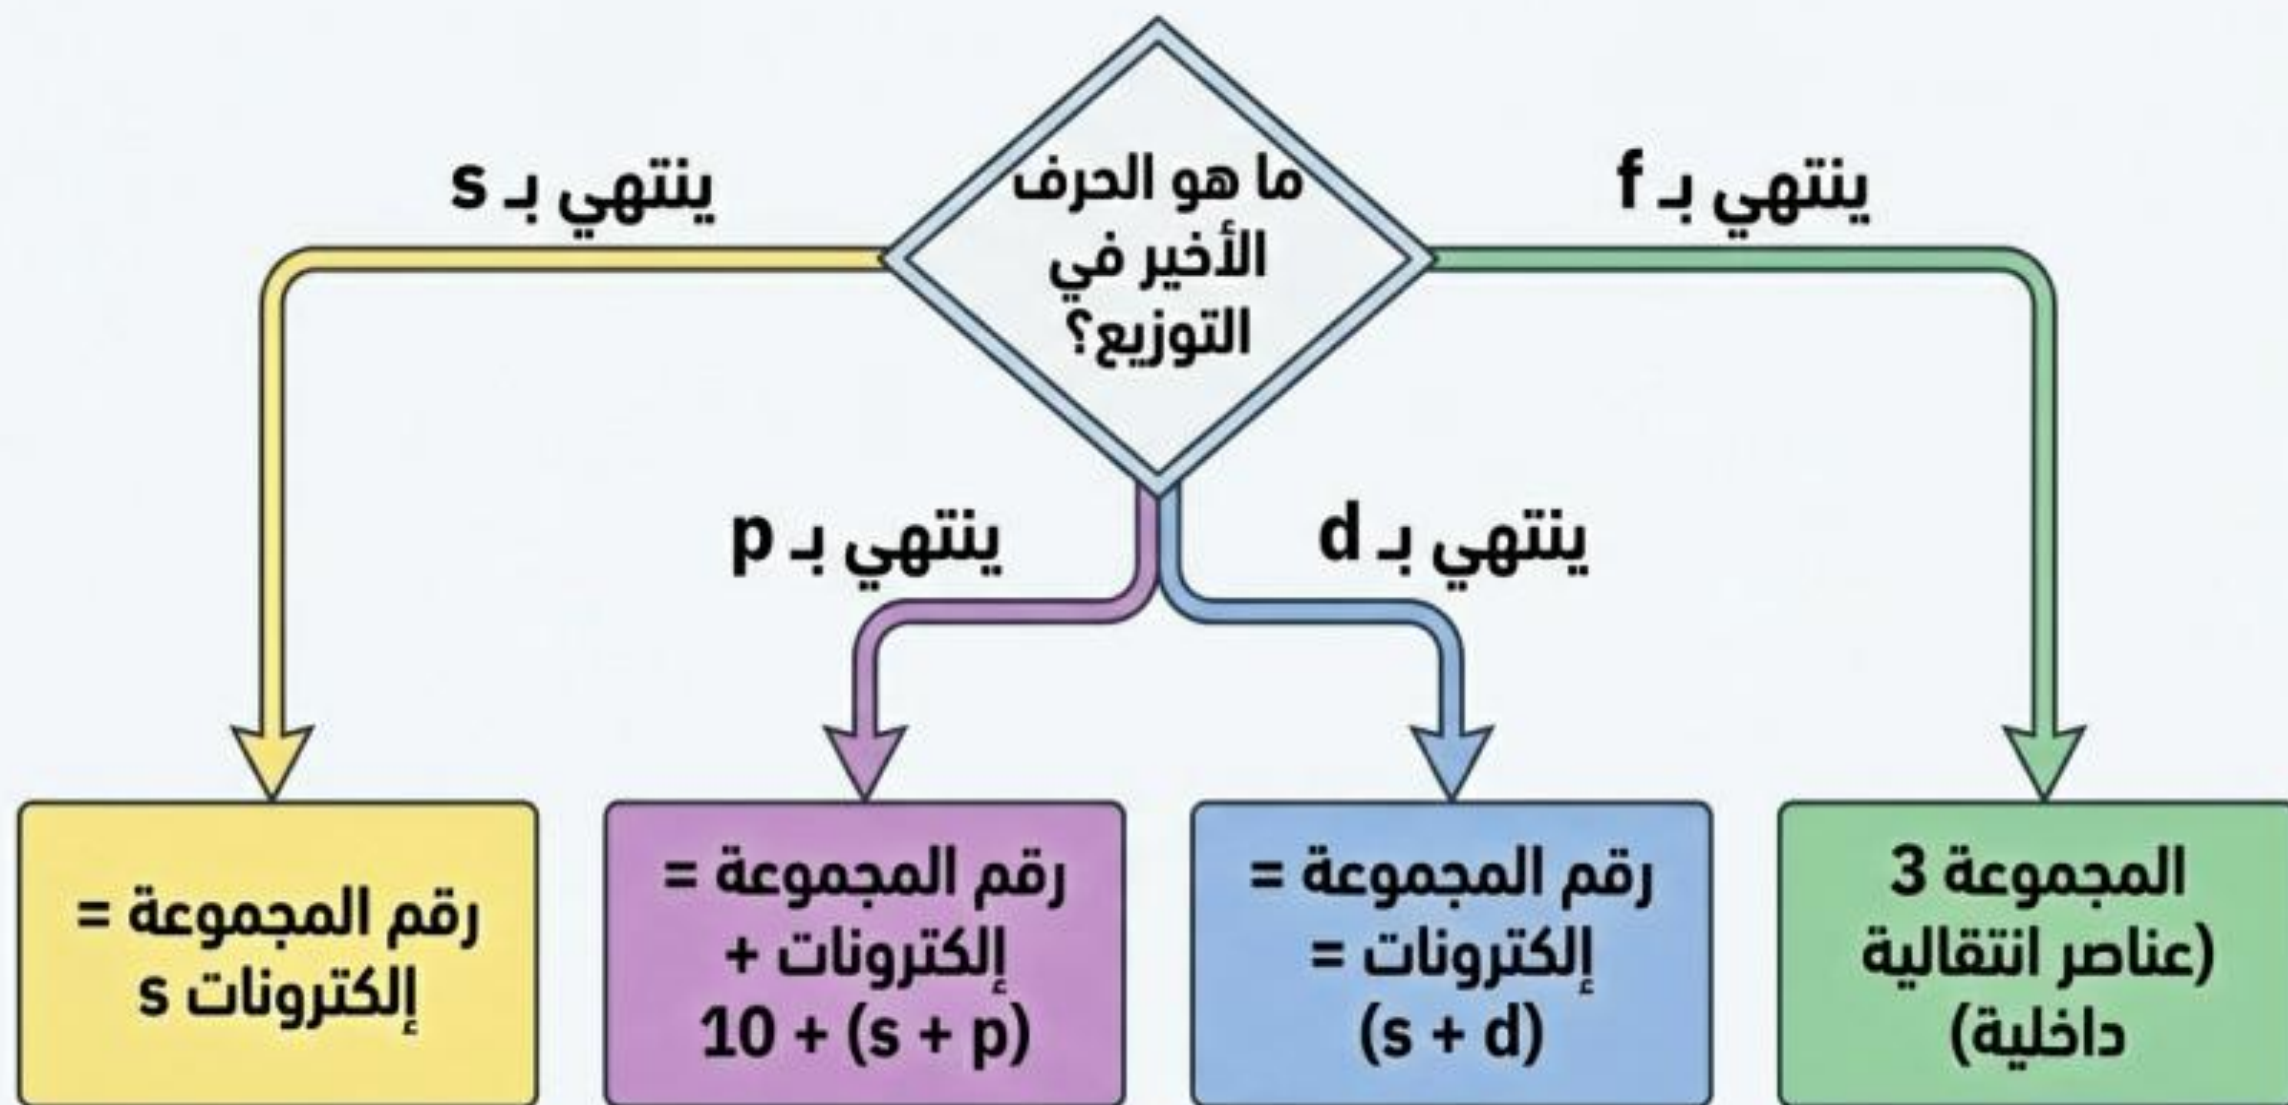 ما هو الحرف
الأخير في
التوزيع؟
ينتهي بـ f
ينتهي بـ s
ينتهي بـ d
ينتهي بـ p
المجموعة 3
(عناصر انتقالية
داخلية)
رقم المجموعة =
إلكترونات =
(s + d)
رقم المجموعة =
إلكترونات +
10 + (s + p)
رقم المجموعة =
إلكترونات s